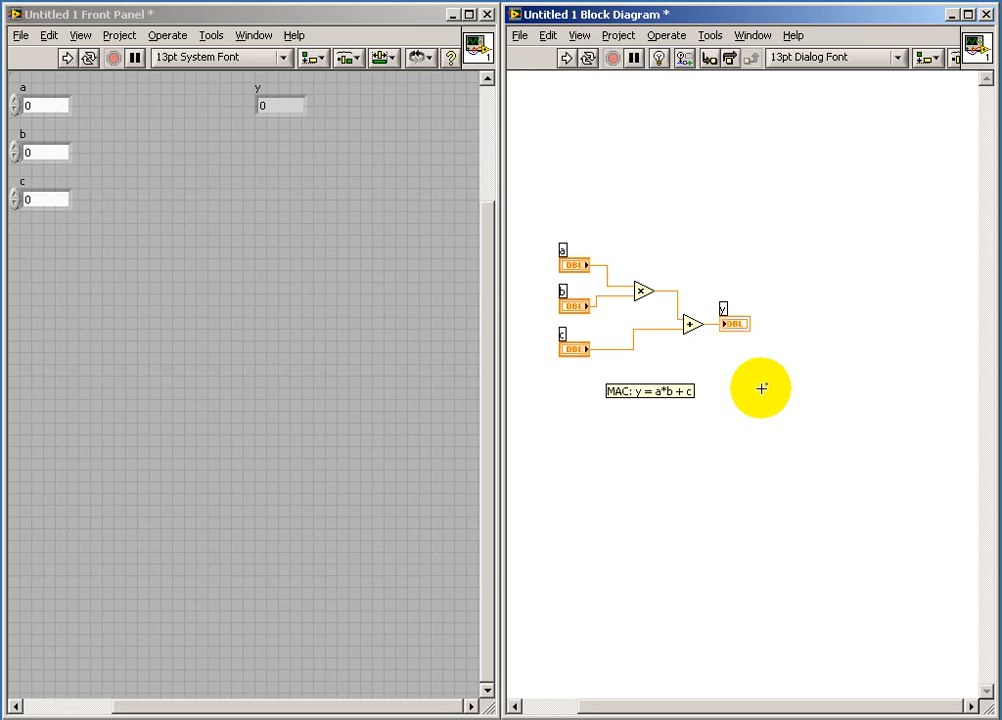 Untitled 1 Front Panel *
File Edit View Project Operate Tools Window Help
13pt System Font
1
a
0
y
0
b
0
c
0
Untitled 1 Block Diagram *
File Edit View Project Operate Tools Window Help
13pt Dialog Font
1
a
DBL
b
DBL
c
DBL
×
+
y
DBL
MAC: y = a*b + c